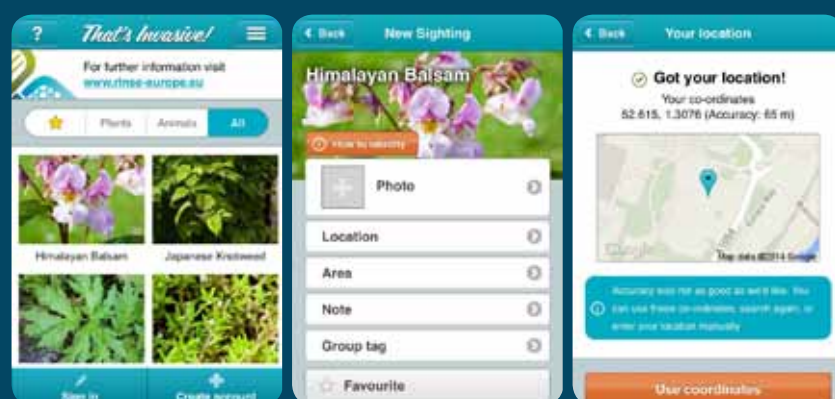 ?
That's Invasive!
For further information visit
www.rinse-europe.eu
Plants
Animals
All
Himalayan Balsam
Japanese Knotweed
Sign in
Create account
Back
New Sighting
Himalayan Balsam
How to identify
Photo
Location
Area
Note
Group tag
Favourite
Back
Your location
Got your location!
Your co-ordinates
52.615, 1.3076 (Accuracy: 65 m)
Google
Map data ©2014 Google
Accuracy was not as good as we'd like. You
can use these co-ordinates, search again, or
enter your location manually
Use coordinates